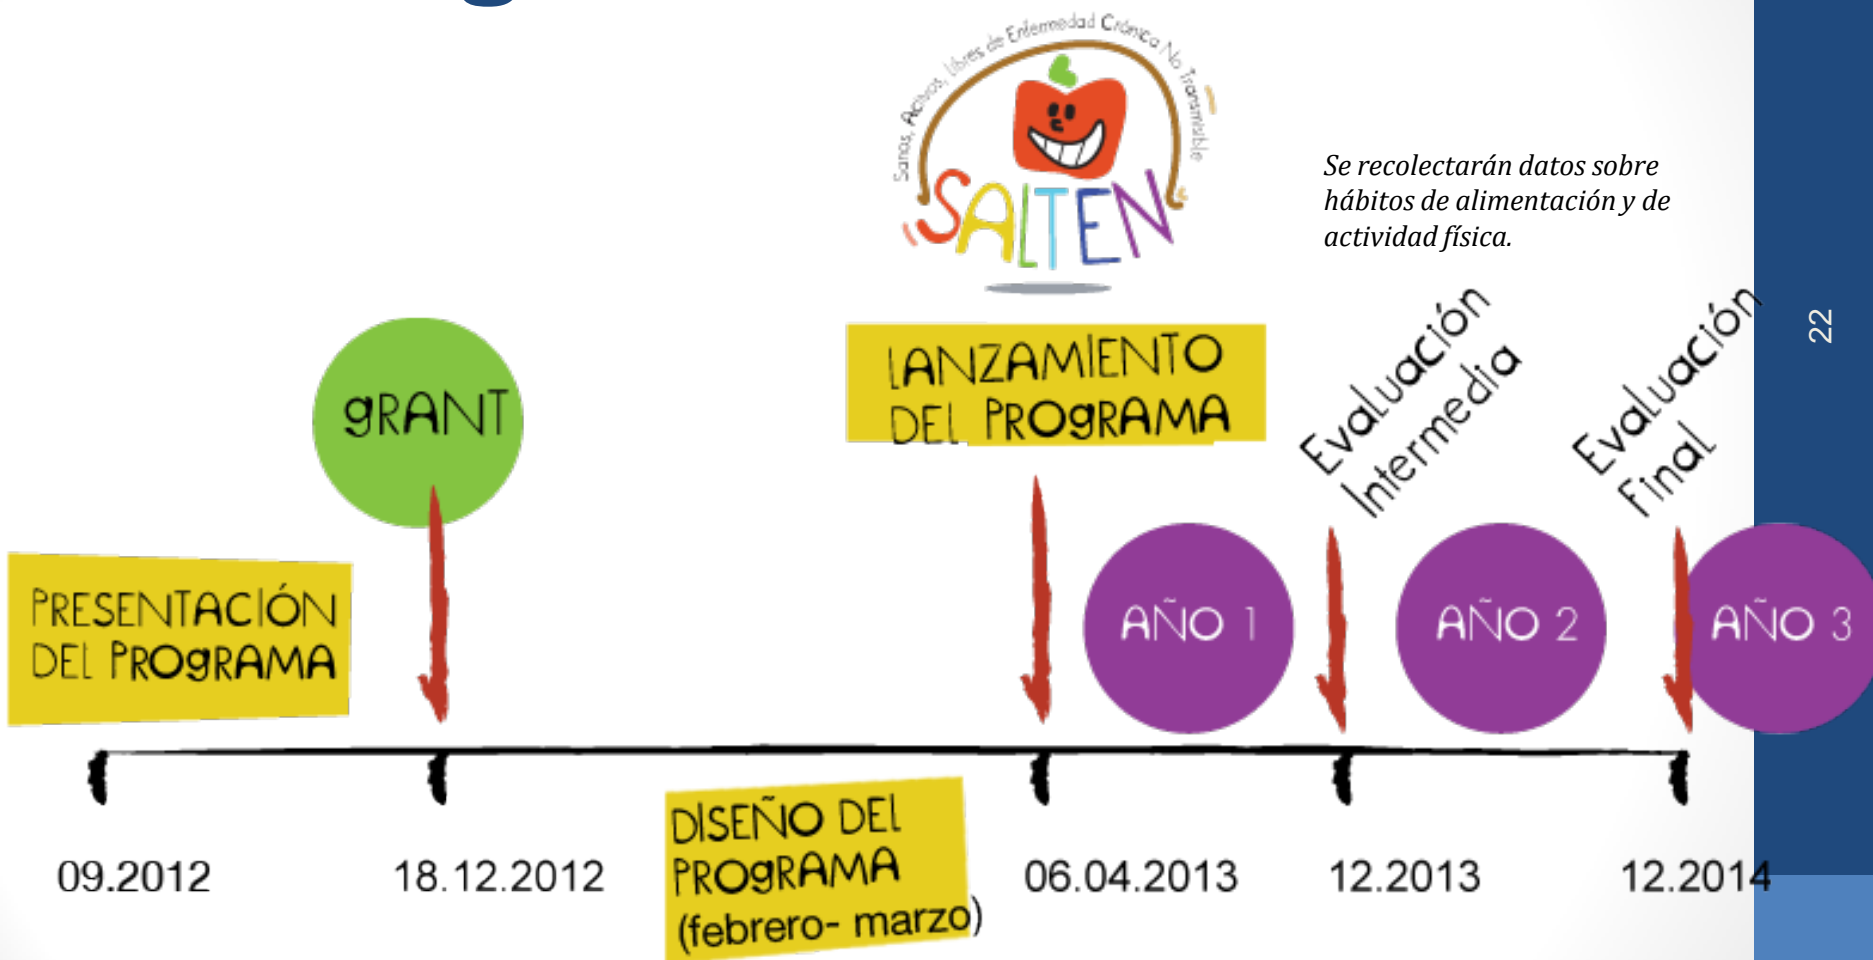 Sanos, Activos, Libres de Enfermedad Crónica No Transmisible
SALTEN
Se recolectarán datos sobre
hábitos de alimentación y de
actividad física.
22
gRANT
LANZAMIENTO
DEL PROgRAMA
Evaluación
Intermedia
Evaluación
Final
PRESENTACIÓN
DEL PROgRAMA
AÑO 1
AÑO 2
AÑO 3
DISEÑO DEL
PROgRAMA
(febrero- marzo)
09.2012
18.12.2012
06.04.2013
12.2013
12.2014